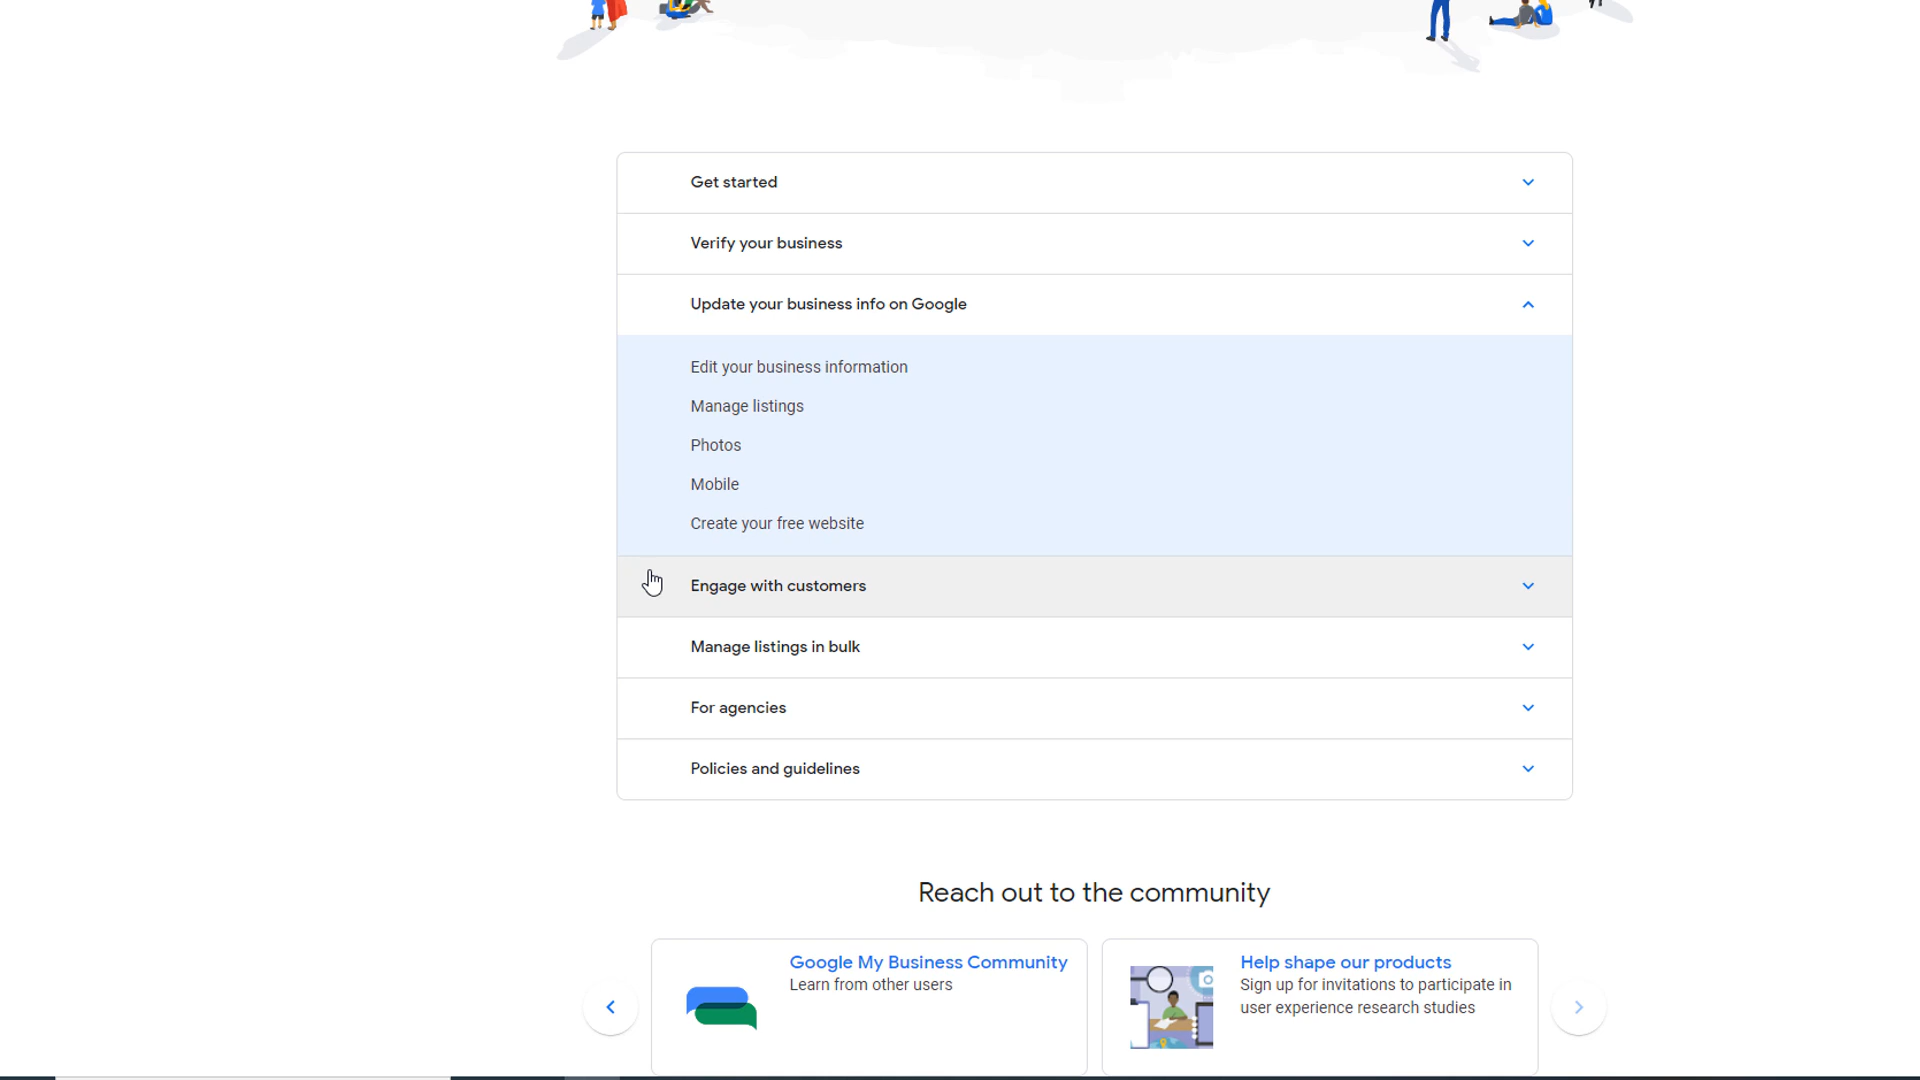 Get started
Verify your business
Update your business info on Google
Edit your business information
Manage listings
Photos
Mobile
Create your free website
Engage with customers
Manage listings in bulk
For agencies
Policies and guidelines
Reach out to the community
Google My Business Community
Learn from other users
Help shape our products
Sign up for invitations to participate in
user experience research studies